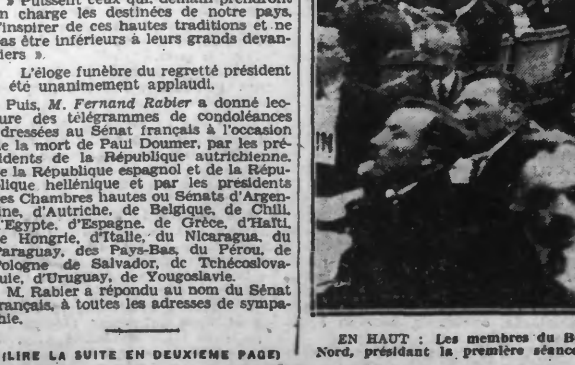 » Puissent ceux qui, demain prendront
en charge les destinées de notre pays,
s'inspirer de ces hautes traditions et ne
pas être inférieurs à leurs grands devan-
ciers ».
L'éloge funèbre du regretté président
été unanimement applaudi.
Puis, M. Fernand Rabier a donné lec-
ture des télégrammes de condoléances
adressées au Sénat français à l'occasion
de la mort de Paul Doumer, par les pré-
sidents de la République autrichienne,
de la République espagnol et de la Répu-
blique hellénique et par les présidents
des Chambres hautes ou Sénats d'Argen-
tine, d'Autriche, de Belgique, de Chili,
d'Egypte, d'Espagne, de Grèce, d'Haïti,
de Hongrie, d'Italie, du Nicaragua, du
Paraguay, des Pays-Bas, du Pérou, de
Pologne de Salvador, de Tchécoslova-
quie, d'Uruguay, de Yougoslavie.
M. Rabier a répondu au nom du Sénat
français, à toutes les adresses de sympa-
thie.
(LIRE LA SUITE EN DEUXIEME PAGE)
EN HAUT : Les membres du B
Nord, présidant la première séance